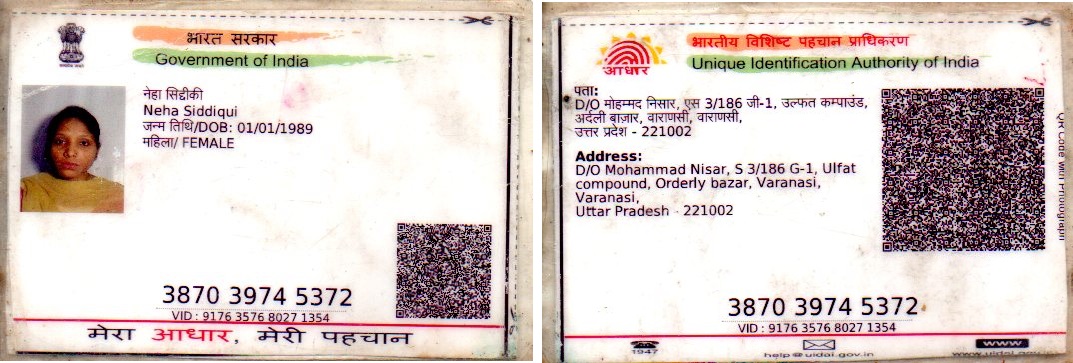 भारत सरकार
Government of India
नेहा सिद्दीकी
Neha Siddiqui
जन्म तिथि/DOB: 01/01/1989
महिला/ FEMALE
3870 3974 5372
VID : 9176 3576 8027 1354
मेरा आधार, मेरी पहचान
आधार
भारतीय विशिष्ट पहचान प्राधिकरण
Unique Identification Authority of India
पता:
D/O मोहम्मद निसार, एस 3/186 जी-1, उल्फत कम्पाउंड,
अर्दली बाज़ार, वाराणसी, वाराणसी,
उत्तर प्रदेश - 221002
Address:
D/O Mohammad Nisar, S 3/186 G-1, Ulfat
compound, Orderly bazar, Varanasi,
Varanasi,
Uttar Pradesh - 221002
QR Code with Photograph
3870 3974 5372
VID : 9176 3576 8027 1354
1947
help@uidai.gov.in
www